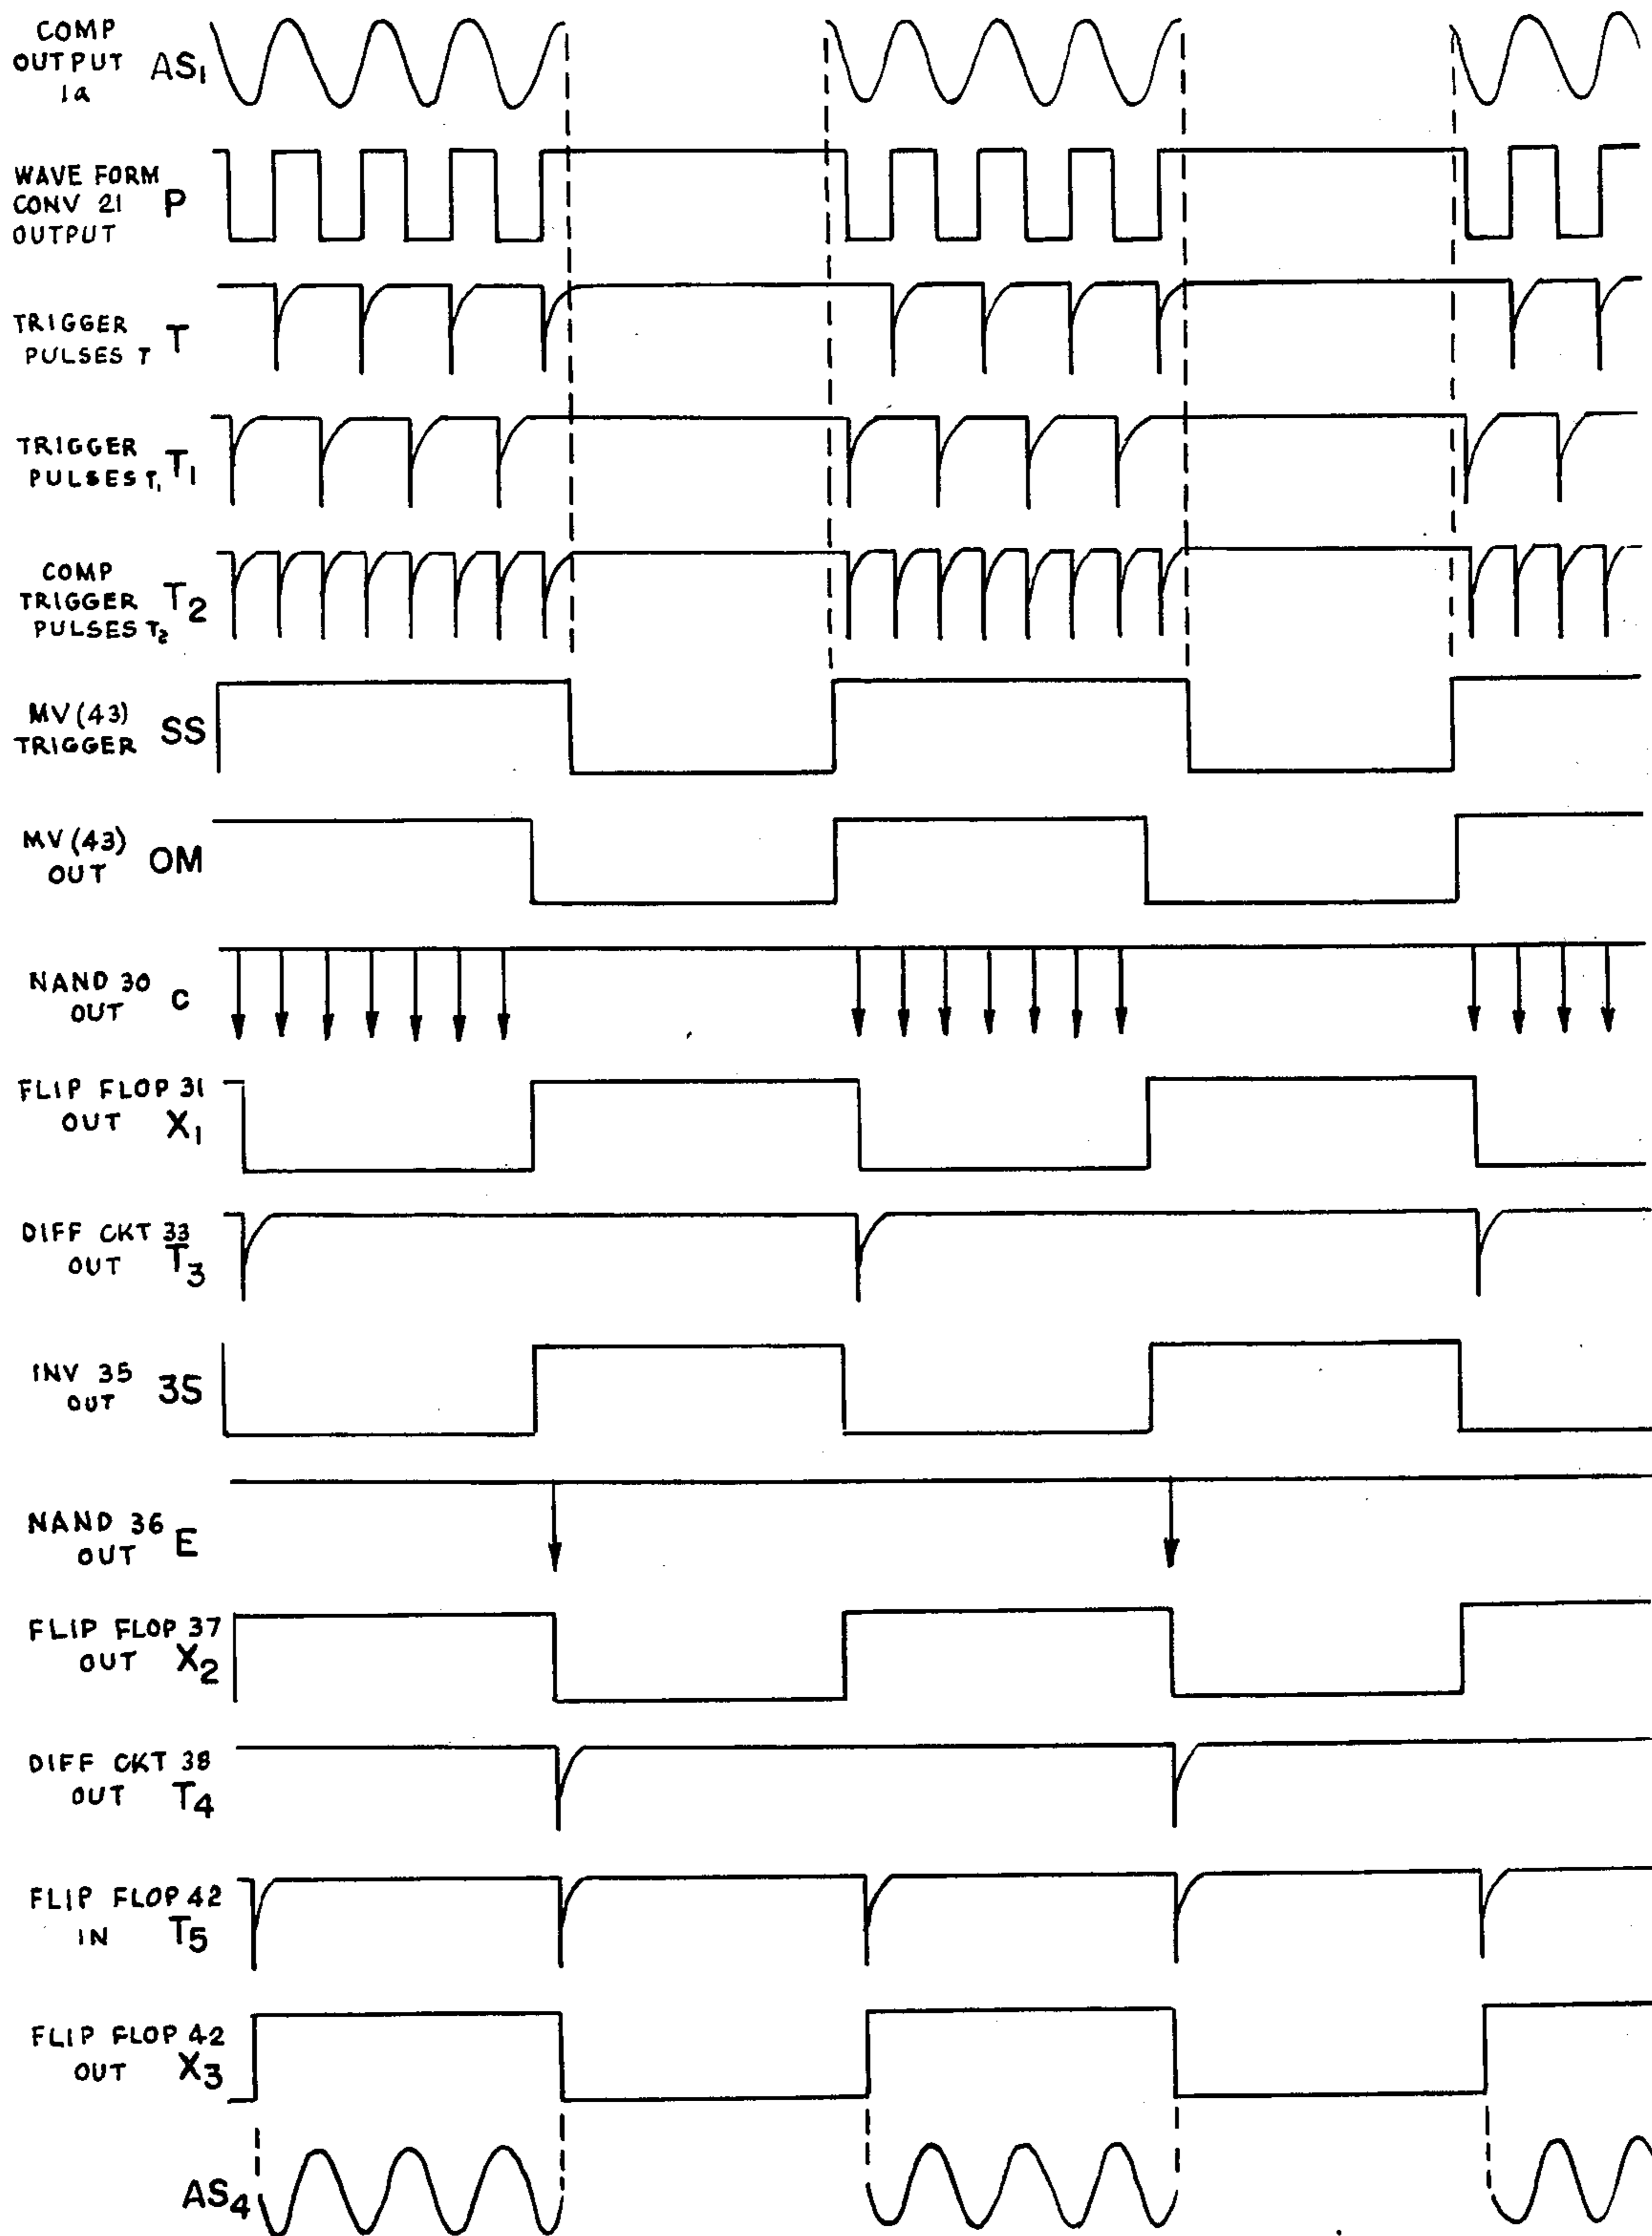 COMP
OUTPUT AS1
1a
WAVE FORM
CONV 21 P
OUTPUT
TRIGGER T
PULSES T
TRIGGER T1
PULSES T1
COMP
TRIGGER T2
PULSES T2
MV (43) SS
TRIGGER
MV (43) OM
OUT
NAND 30 C
OUT
FLIP FLOP 31
OUT X1
DIFF CKT 33
OUT T3
INV 35 3S
OUT
NAND 36 E
OUT
FLIP FLOP 37
OUT X2
DIFF CKT 38
OUT T4
FLIP FLOP 42
IN T5
FLIP FLOP 42
OUT X3
AS4